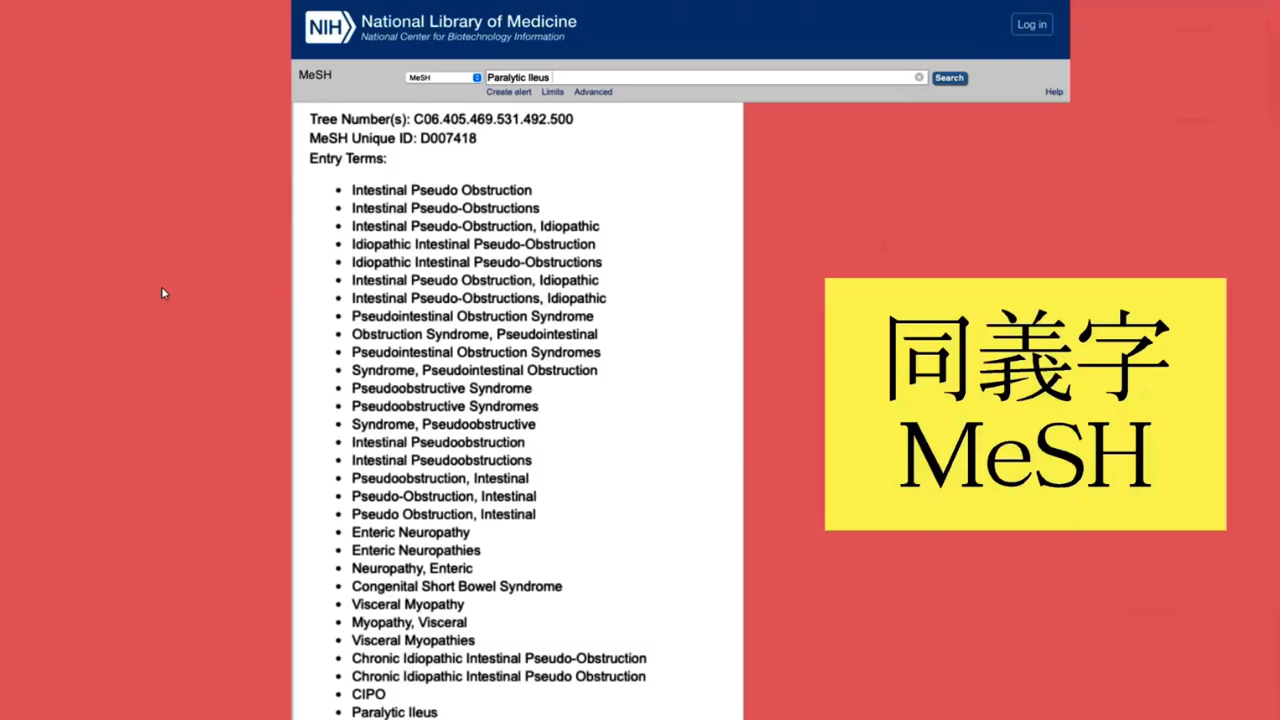 NIH
National Library of Medicine
National Center for Biotechnology Information
Log in
MeSH
MeSH
Paralytic Ileus
Search
Create alert
Limits
Advanced
Help
Tree Number(s): C06.405.469.531.492.500
MeSH Unique ID: D007418
Entry Terms:
Intestinal Pseudo Obstruction
Intestinal Pseudo-Obstructions
Intestinal Pseudo-Obstruction, Idiopathic
Idiopathic Intestinal Pseudo-Obstruction
Idiopathic Intestinal Pseudo-Obstructions
Intestinal Pseudo Obstruction, Idiopathic
Intestinal Pseudo-Obstructions, Idiopathic
Pseudointestinal Obstruction Syndrome
Obstruction Syndrome, Pseudointestinal
Pseudointestinal Obstruction Syndromes
Syndrome, Pseudointestinal Obstruction
Pseudoobstructive Syndrome
Pseudoobstructive Syndromes
Syndrome, Pseudoobstructive
Intestinal Pseudoobstruction
Intestinal Pseudoobstructions
Pseudoobstruction, Intestinal
Pseudo-Obstruction, Intestinal
Pseudo Obstruction, Intestinal
Enteric Neuropathy
Enteric Neuropathies
Neuropathy, Enteric
Congenital Short Bowel Syndrome
Visceral Myopathy
Myopathy, Visceral
Visceral Myopathies
Chronic Idiopathic Intestinal Pseudo-Obstruction
Chronic Idiopathic Intestinal Pseudo Obstruction
CIPO
Paralytic Ileus
同義字
MeSH